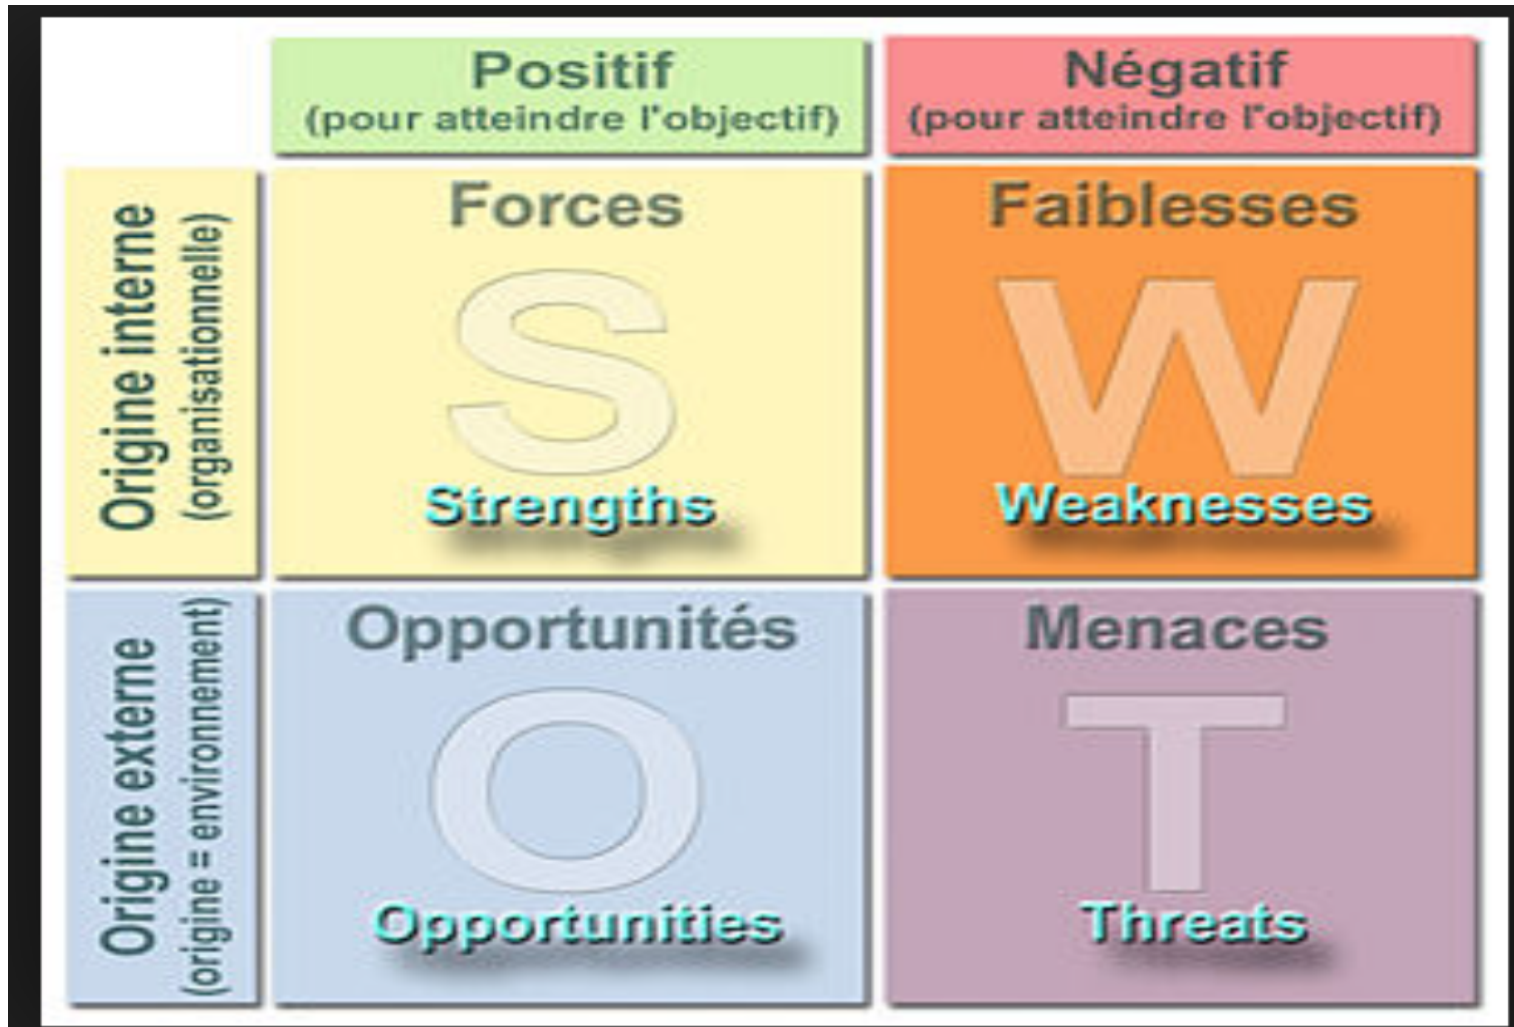 Positif
(pour atteindre l'objectif)
Négatif
(pour atteindre l'objectif)
Origine interne
(organisationnelle)
Forces
S
Strengths
Faiblesses
W
Weaknesses
Origine externe
(origine = environnement)
Opportunités
O
Opportunities
Menaces
T
Threats